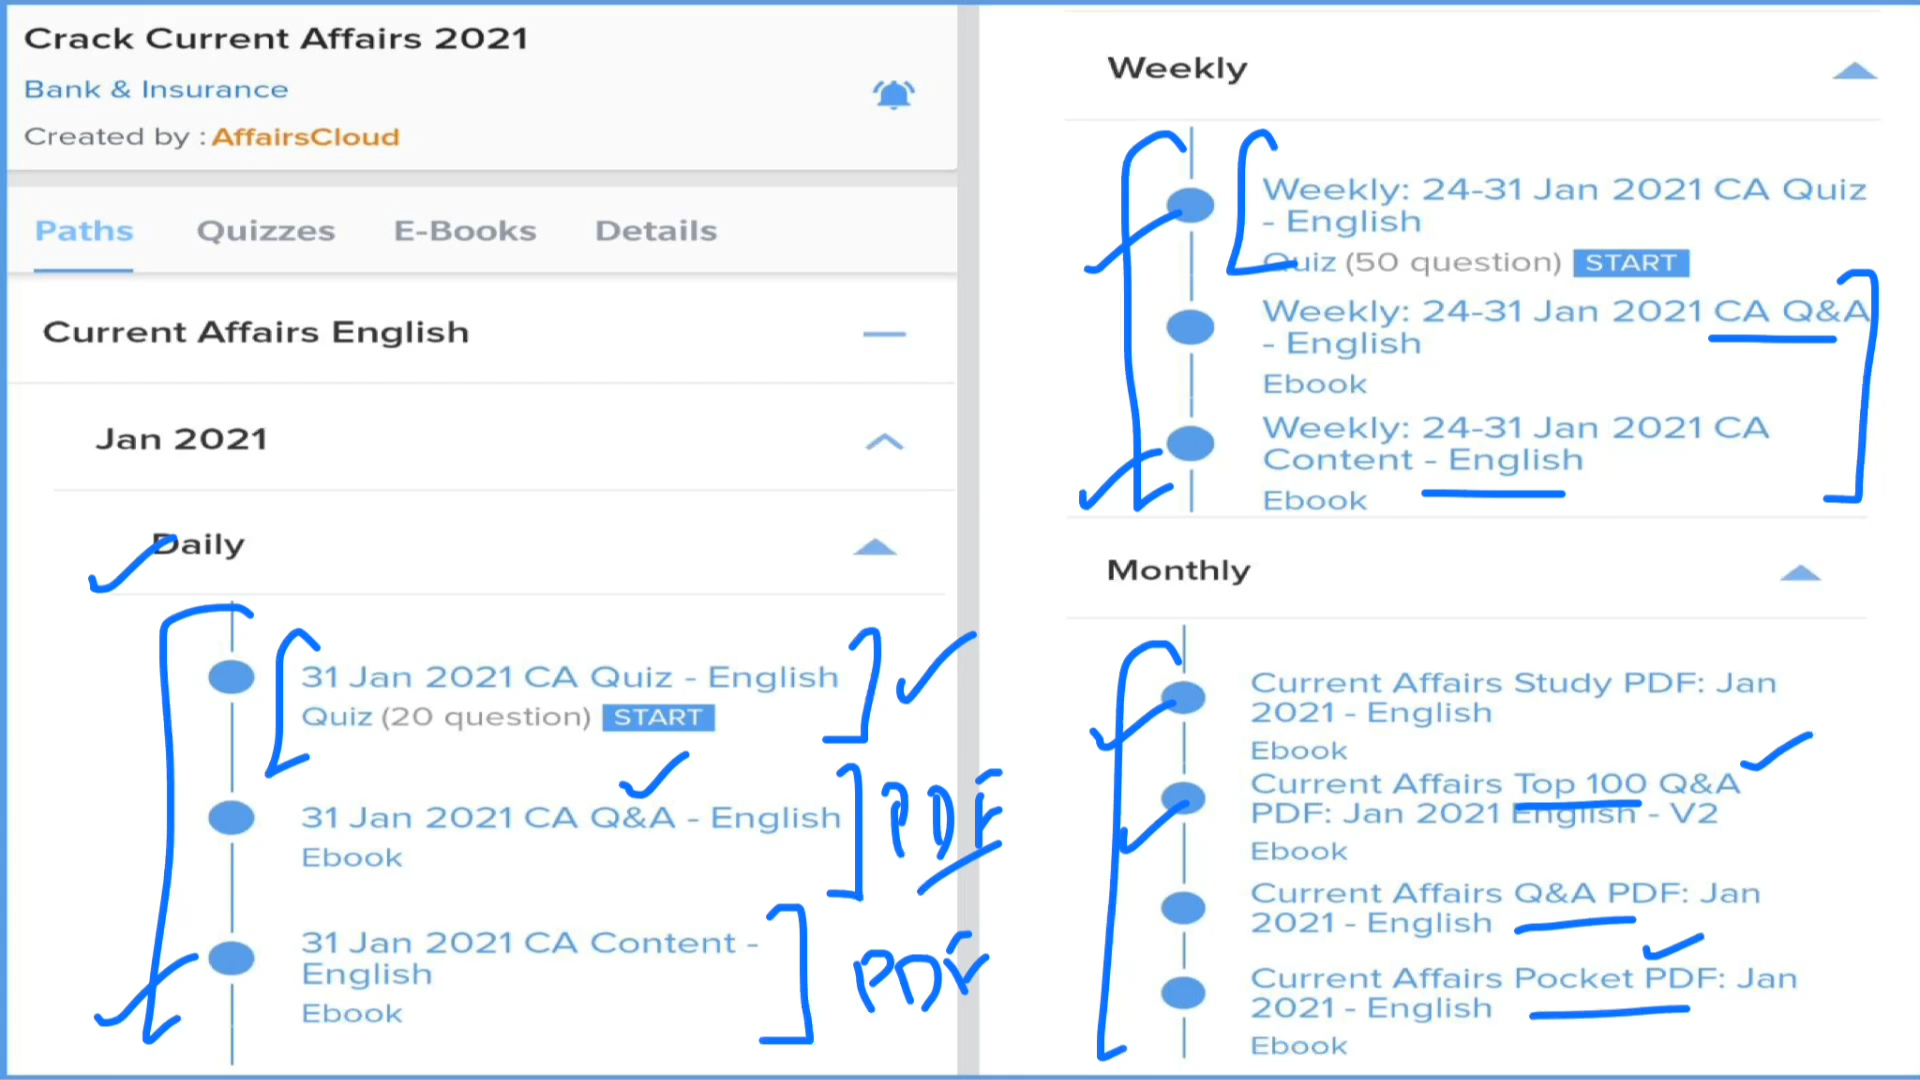 Crack Current Affairs 2021
Bank & Insurance
Created by : AffairsCloud
Paths Quizzes E-Books Details
Current Affairs English
Jan 2021
Daily
31 Jan 2021 CA Quiz - English
Quiz (20 question) START
31 Jan 2021 CA Q&A - English
Ebook
PDF
31 Jan 2021 CA Content -
English
Ebook
PDF
Weekly
Weekly: 24-31 Jan 2021 CA Quiz
- English
Quiz (50 question) START
Weekly: 24-31 Jan 2021 CA Q&A
- English
Ebook
Weekly: 24-31 Jan 2021 CA
Content - English
Ebook
Monthly
Current Affairs Study PDF: Jan
2021 - English
Ebook
Current Affairs Top 100 Q&A
PDF: Jan 2021 English - V2
Ebook
Current Affairs Q&A PDF: Jan
2021 - English
Current Affairs Pocket PDF: Jan
2021 - English
Ebook